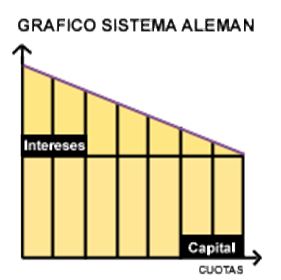 GRAFICO SISTEMA ALEMAN
Intereses
Capital
CUOTAS